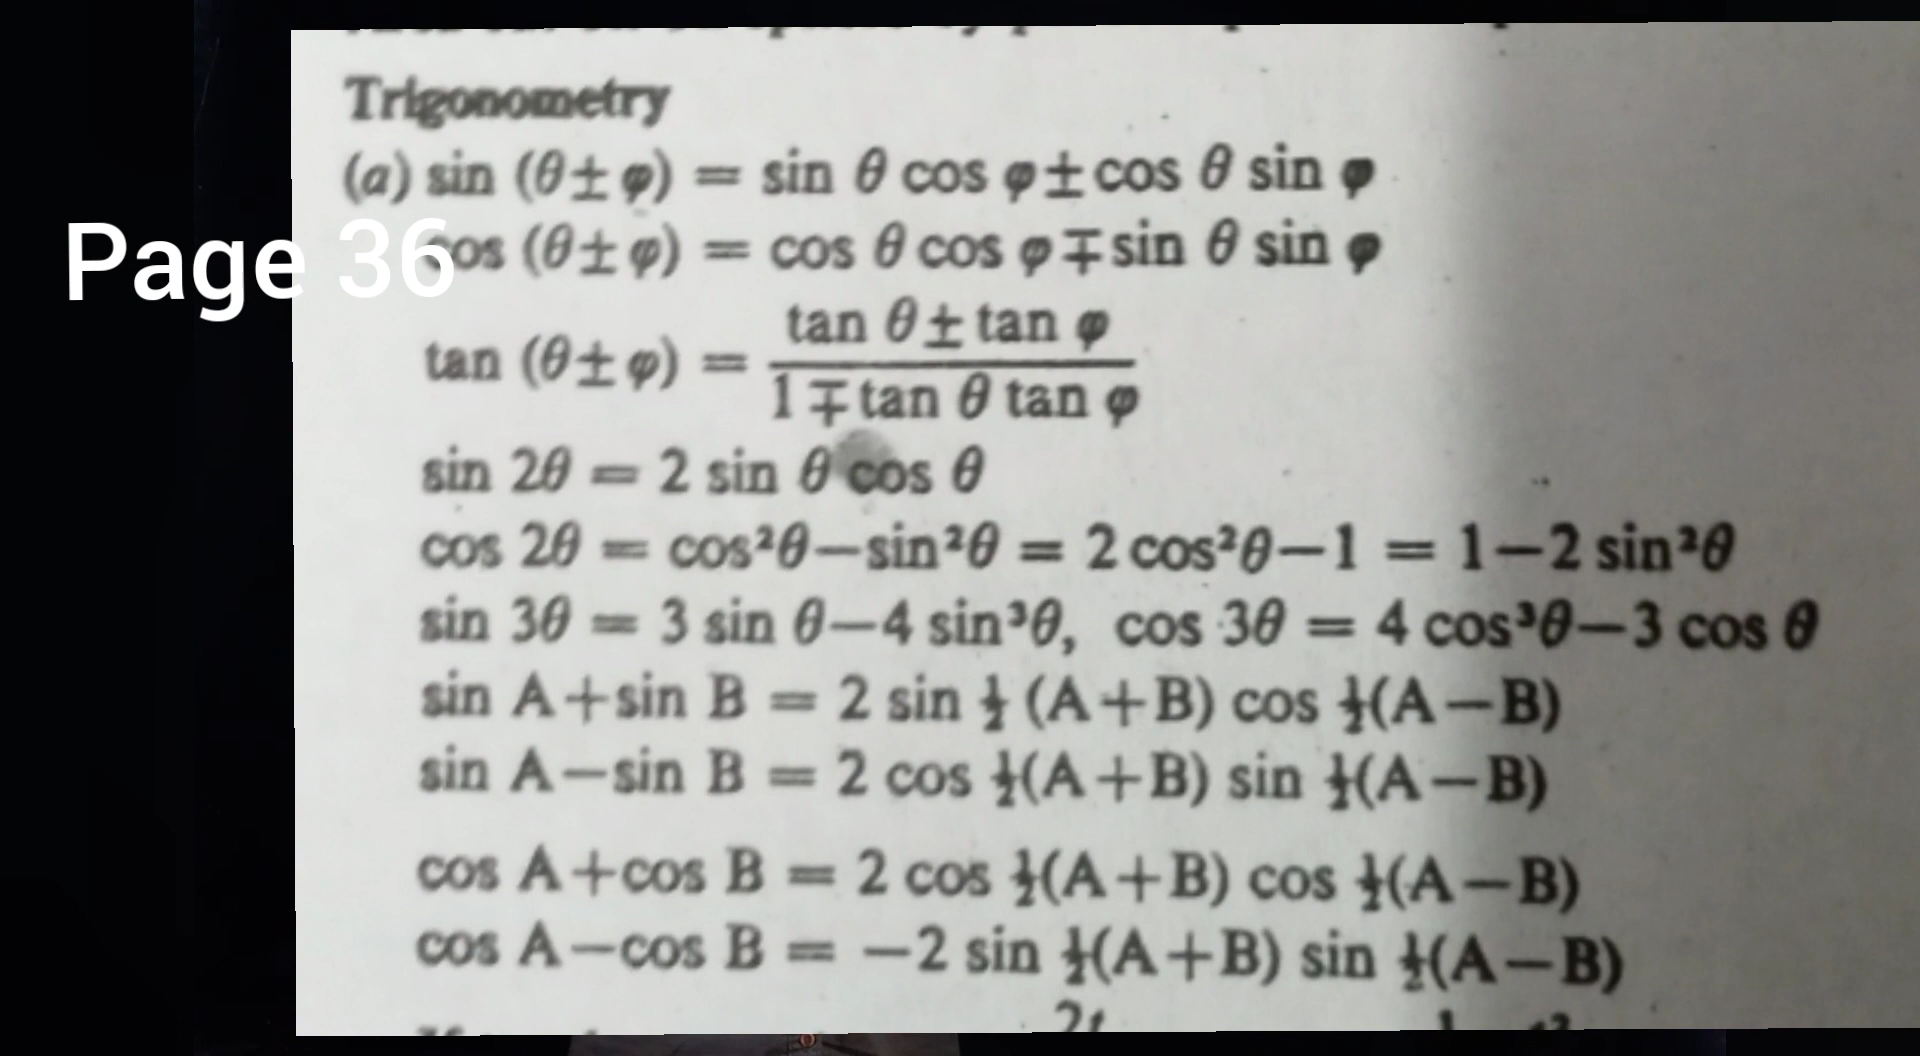 Trigonometry
(a) sin (θ±φ) = sin θ cos φ±cos θ sin φ
Page 36
cos (θ±φ) = cos θ cos φ∓sin θ sin φ
tan (θ±φ) = tan θ±tan φ / 1∓tan θ tan φ
sin 2θ = 2 sin θ cos θ
cos 2θ = cos²θ−sin²θ = 2 cos²θ−1 = 1−2 sin²θ
sin 3θ = 3 sin θ−4 sin³θ, cos 3θ = 4 cos³θ−3 cos θ
sin A+sin B = 2 sin ½ (A+B) cos ½(A−B)
sin A−sin B = 2 cos ½(A+B) sin ½(A−B)
cos A+cos B = 2 cos ½(A+B) cos ½(A−B)
cos A−cos B = −2 sin ½(A+B) sin ½(A−B)